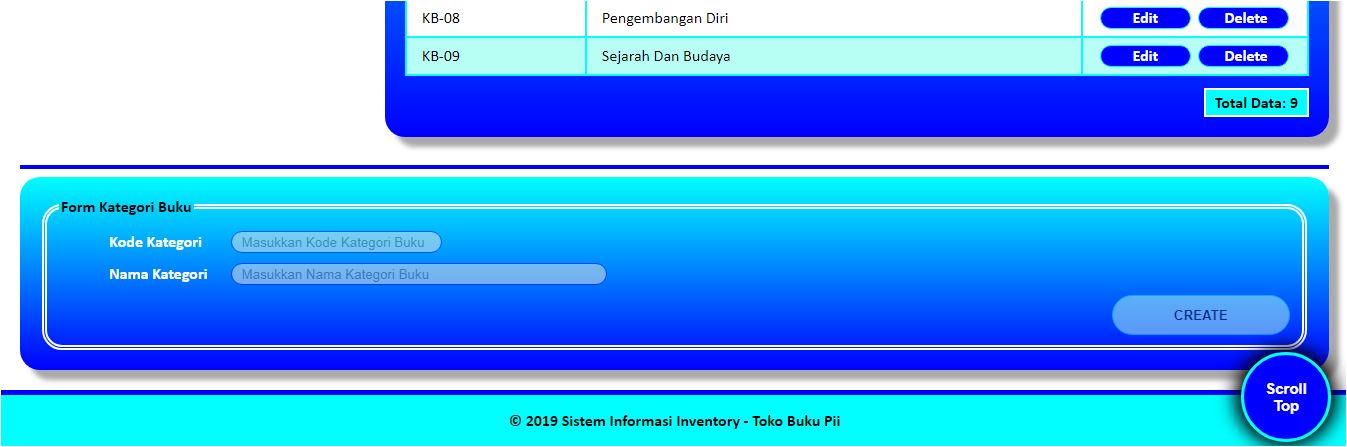 KB-08 Pengembangan Diri Edit Delete
KB-09 Sejarah Dan Budaya Edit Delete
Total Data: 9
Form Kategori Buku
Kode Kategori Masukkan Kode Kategori Buku
Nama Kategori Masukkan Nama Kategori Buku
CREATE
Scroll
Top
© 2019 Sistem Informasi Inventory - Toko Buku Pii